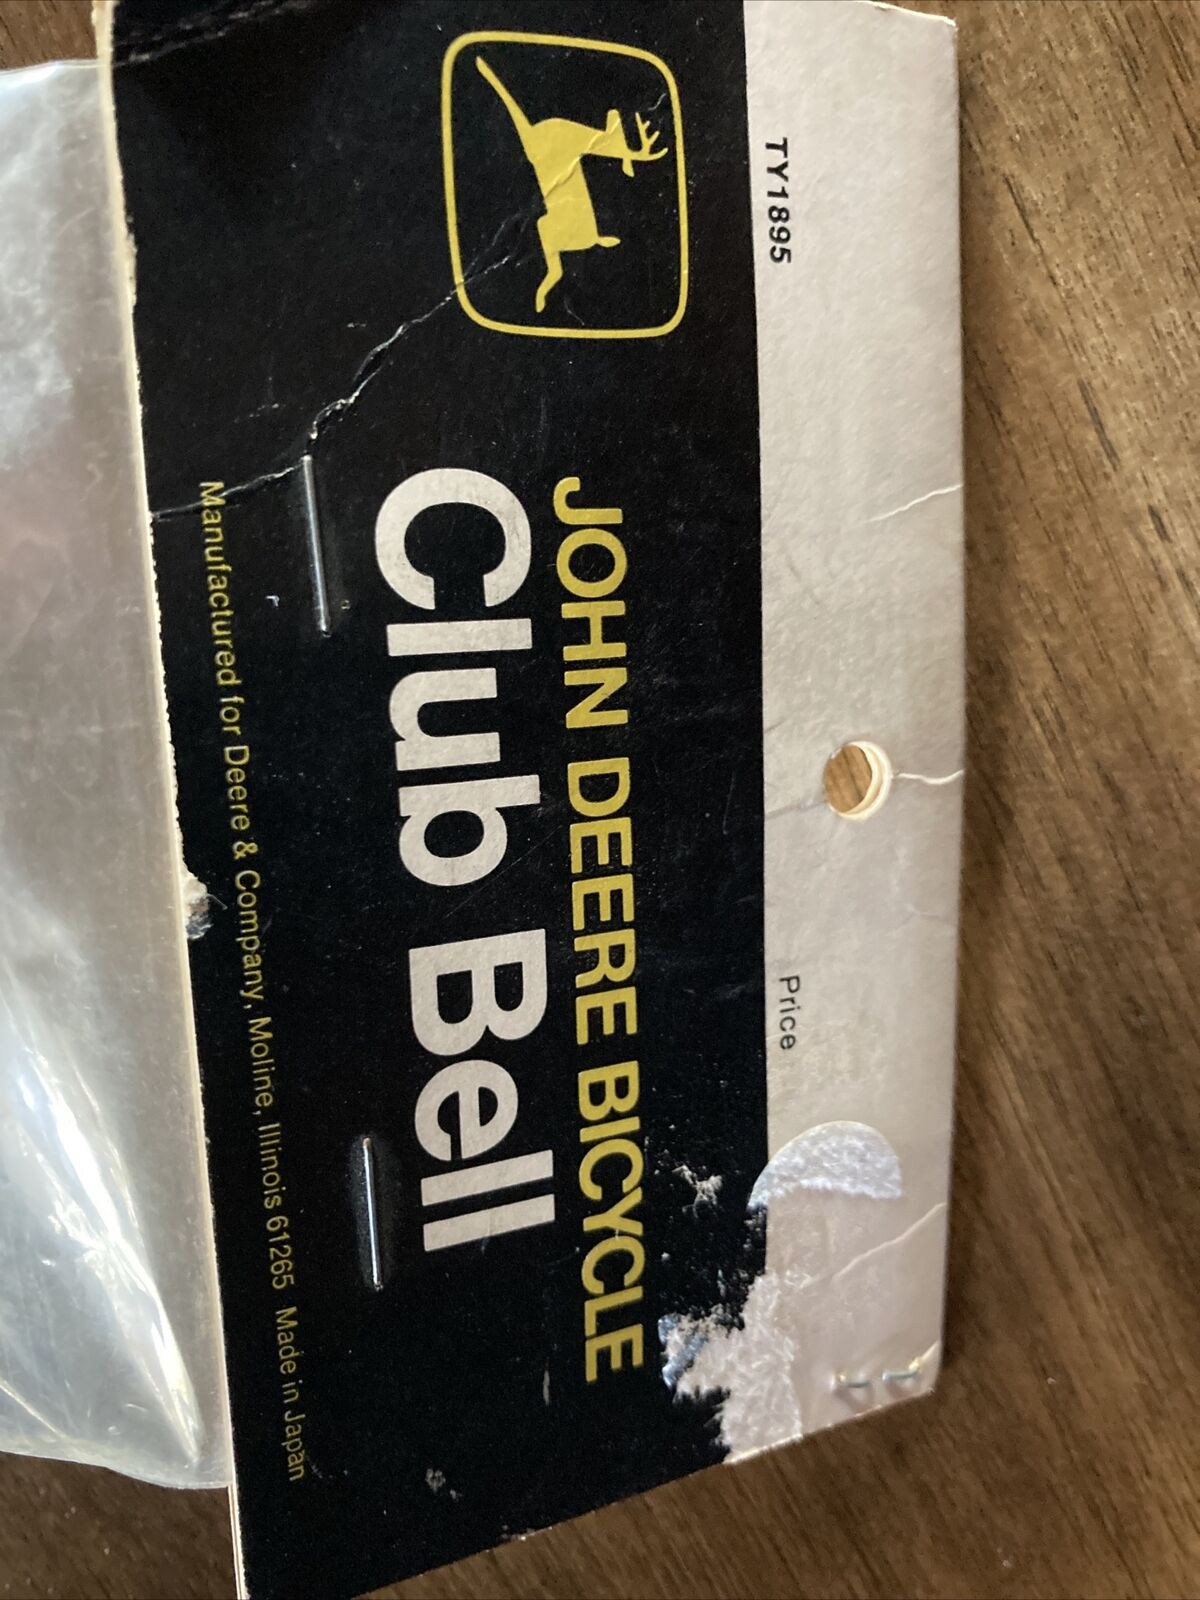 TY1895 Price
JOHN DEERE BICYCLE
Club Bell
Manufactured for Deere & Company, Moline, Illinois 61265 Made in Japan